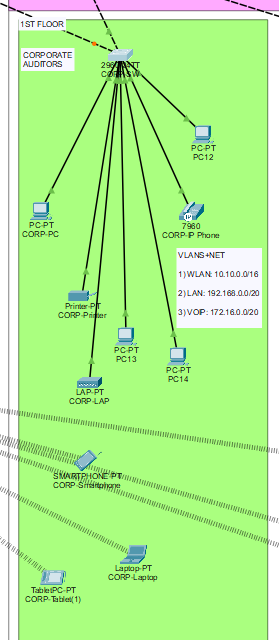 1ST FLOOR
CORPORATE
AUDITORS
CORP-SW
PC-PT
PC12
PC-PT
CORP-PC
7960
CORP-IP Phone
VLANS+NET
1) WLAN: 10.10.0.0/16
2) LAN: 192.168.0.0/20
3) VOIP: 172.16.0.0/20
Printer-PT
CORP-Printer
PC-PT
PC13
PC-PT
PC14
LAP-PT
CORP-LAP
SMARTPHONE-PT
CORP-Smartphone
Laptop-PT
CORP-Laptop
TabletPC-PT
CORP-Tablet(1)